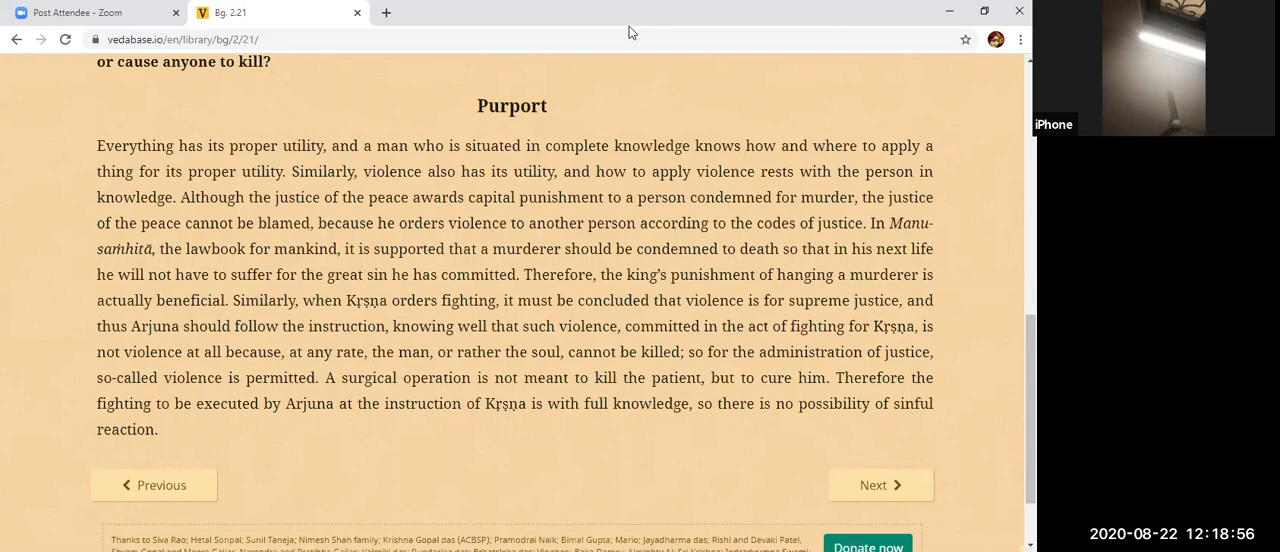 Post Attendee - Zoom
Bg. 2.21
vedabase.io/en/library/bg/2/21/
or cause anyone to kill?
Purport
Everything has its proper utility, and a man who is situated in complete knowledge knows how and where to apply a
thing for its proper utility. Similarly, violence also has its utility, and how to apply violence rests with the person in
knowledge. Although the justice of the peace awards capital punishment to a person condemned for murder, the justice
of the peace cannot be blamed, because he orders violence to another person according to the codes of justice. In Manu-
saṁhitā, the lawbook for mankind, it is supported that a murderer should be condemned to death so that in his next life
he will not have to suffer for the great sin he has committed. Therefore, the king’s punishment of hanging a murderer is
actually beneficial. Similarly, when Kṛṣṇa orders fighting, it must be concluded that violence is for supreme justice, and
thus Arjuna should follow the instruction, knowing well that such violence, committed in the act of fighting for Kṛṣṇa, is
not violence at all because, at any rate, the man, or rather the soul, cannot be killed; so for the administration of justice,
so-called violence is permitted. A surgical operation is not meant to kill the patient, but to cure him. Therefore the
fighting to be executed by Arjuna at the instruction of Kṛṣṇa is with full knowledge, so there is no possibility of sinful
reaction.
Previous
Next
Thanks to Siva Rao; Hetal Sonpal; Sunil Taneja; Nimesh Shah family; Krishna Gopal das (ACBSP); Pramodrai Naik; Bimal Gupta; Mario; Jayadharma das; Rishi and Devaki Patel,
Donate now
iPhone
2020-08-22 12:18:56